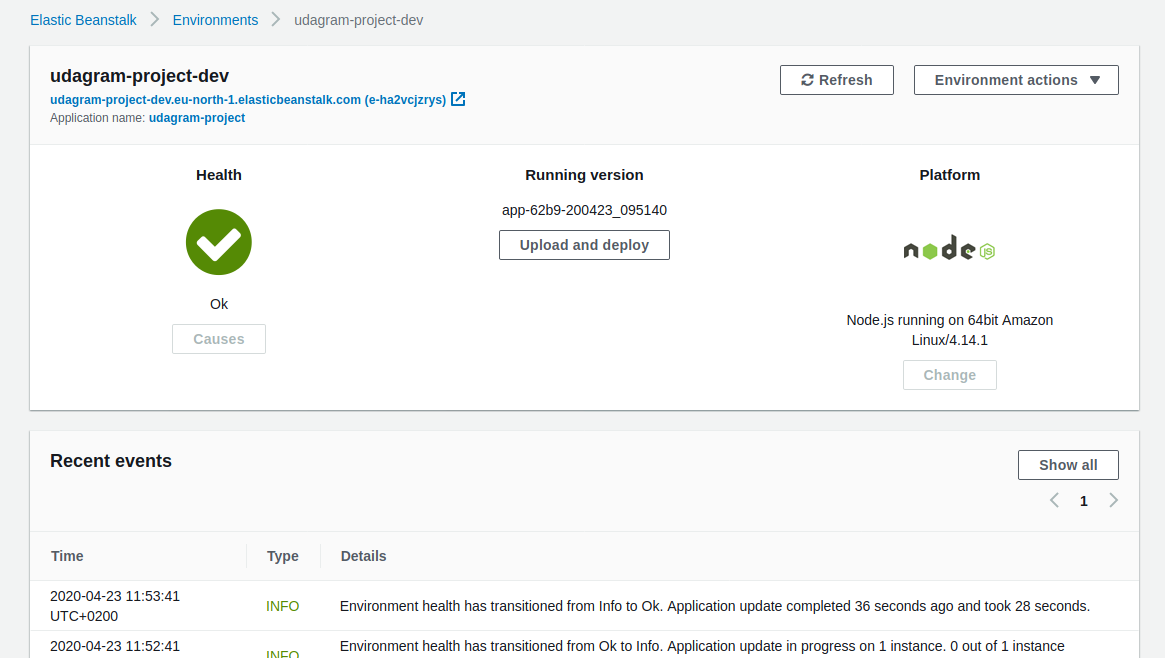 Elastic Beanstalk > Environments > udagram-project-dev
udagram-project-dev
udagram-project-dev.eu-north-1.elasticbeanstalk.com (e-ha2vcjzrys)
Application name: udagram-project
Refresh
Environment actions
Health
Ok
Causes
Running version
app-62b9-200423_095140
Upload and deploy
Platform
node JS
Node.js running on 64bit Amazon
Linux/4.14.1
Change
Recent events
Show all
1
Time Type Details
2020-04-23 11:53:41
UTC+0200
INFO
Environment health has transitioned from Info to Ok. Application update completed 36 seconds ago and took 28 seconds.
2020-04-23 11:52:41
INFO
Environment health has transitioned from Ok to Info. Application update in progress on 1 instance. 0 out of 1 instance